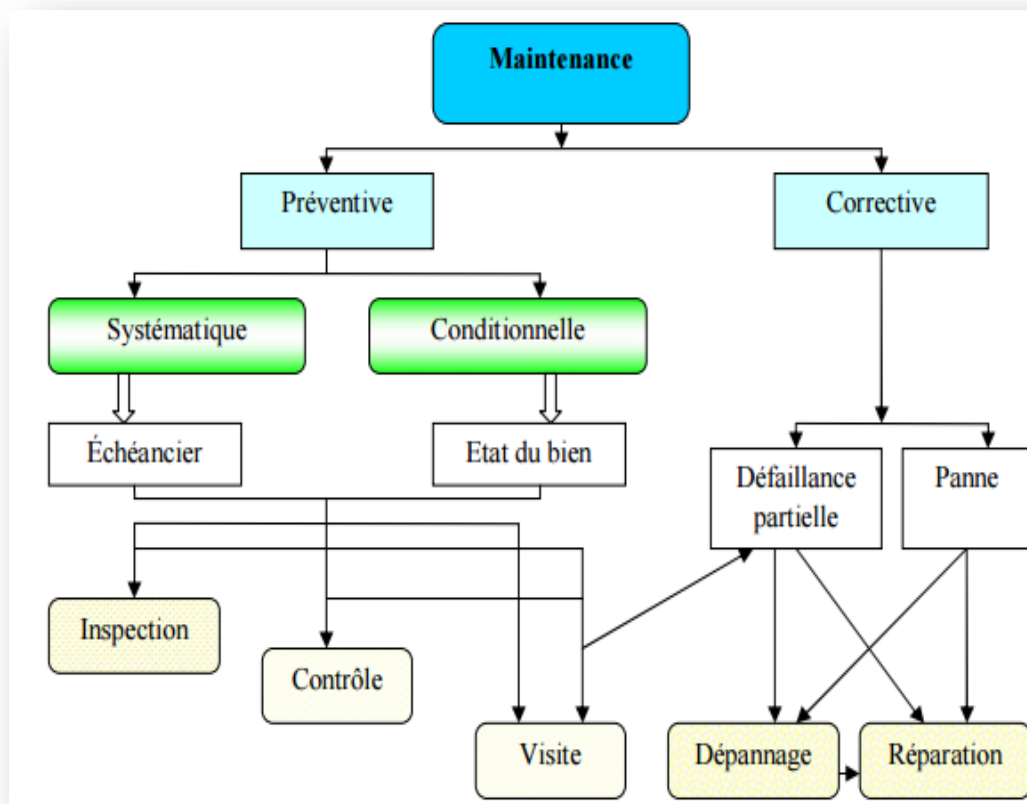 Maintenance
Préventive
Corrective
Systématique
Conditionnelle
Échéancier
Etat du bien
Défaillance
partielle
Panne
Inspection
Contrôle
Visite
Dépannage
Réparation